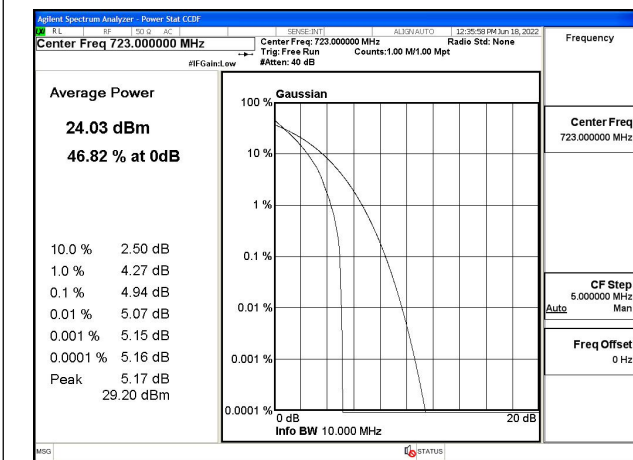 Agilent Spectrum Analyzer - Power Stat CCDF
LXI RL RF 50 Ω AC SENSE:INT ALIGN AUTO 12:35:58 PM Jun 18, 2022
Center Freq 723.000000 MHz
Center Freq: 723.000000 MHz Radio Std: None
Trig: Free Run Counts:1.00 M/1.00 Mpt
#IFGain:Low #Atten: 40 dB
Frequency
Average Power
24.03 dBm
46.82 % at 0dB
10.0 % 2.50 dB
1.0 % 4.27 dB
0.1 % 4.94 dB
0.01 % 5.07 dB
0.001 % 5.15 dB
0.0001 % 5.16 dB
Peak 5.17 dB
29.20 dBm
Gaussian
100 %
10 %
1 %
0.1 %
0.01 %
0.001 %
0.0001 %
0 dB 20 dB
Info BW 10.000 MHz
Center Freq
723.000000 MHz
CF Step
5.000000 MHz
Auto Man
Freq Offset
0 Hz
MSG STATUS